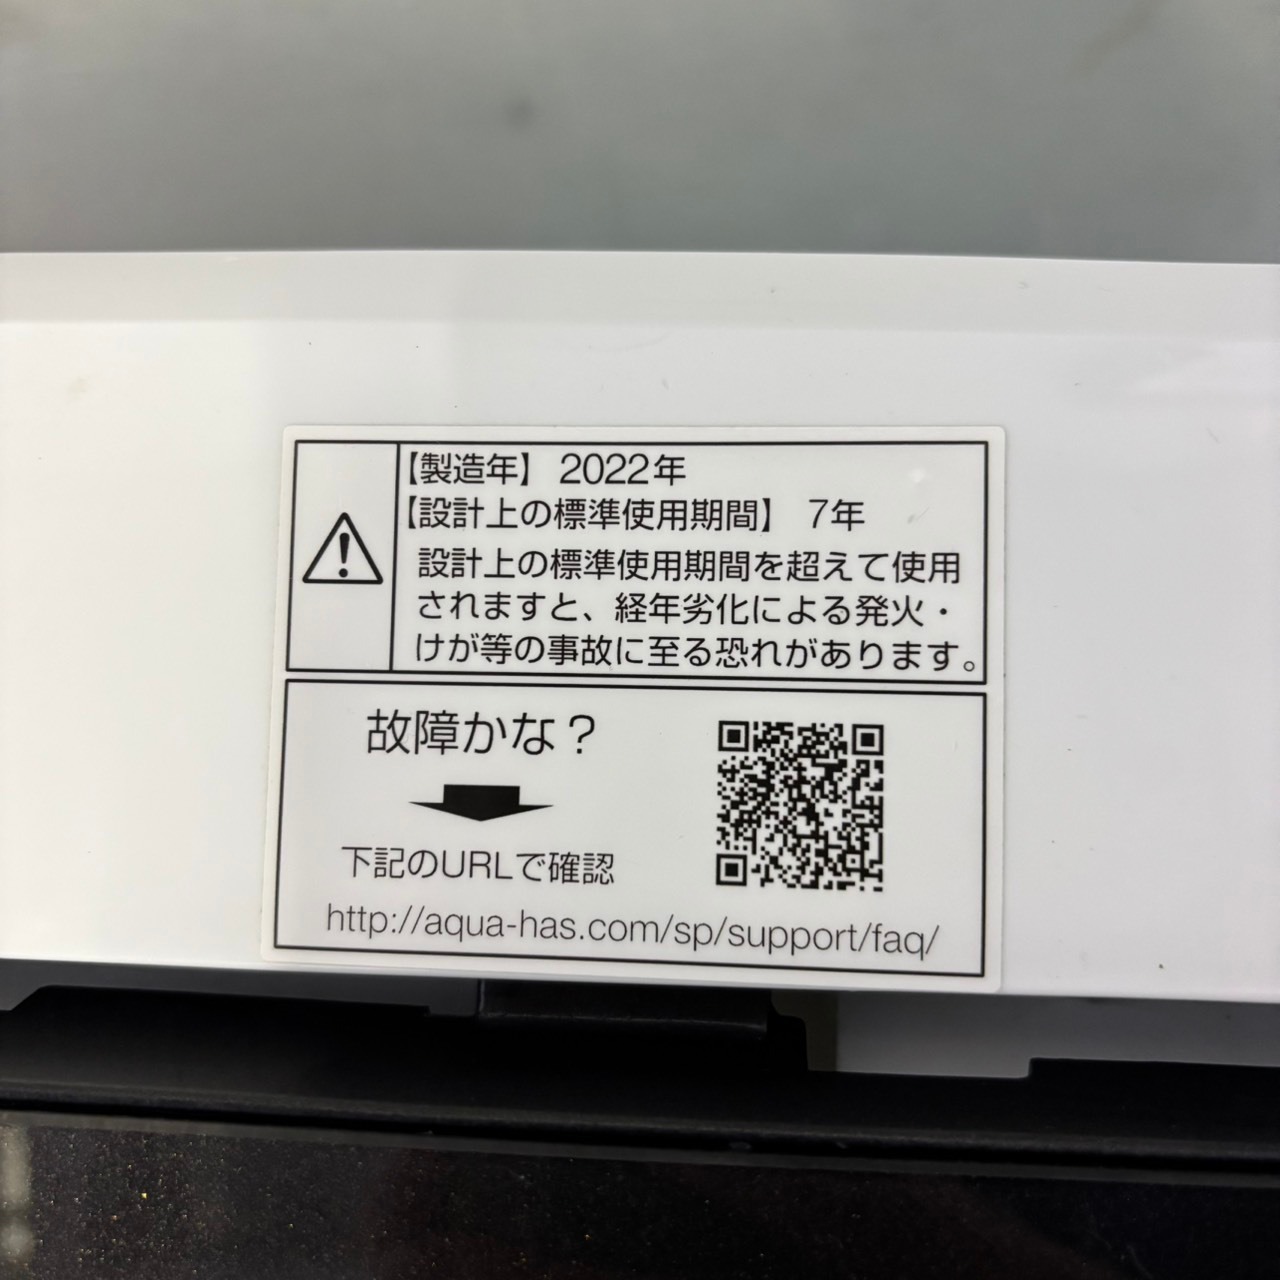 【製造年】 2022年
【設計上の標準使用期間】 7年
設計上の標準使用期間を超えて使用
されますと、経年劣化による発火・
けが等の事故に至る恐れがあります。
故障かな？
下記のURLで確認
http://aqua-has.com/sp/support/faq/